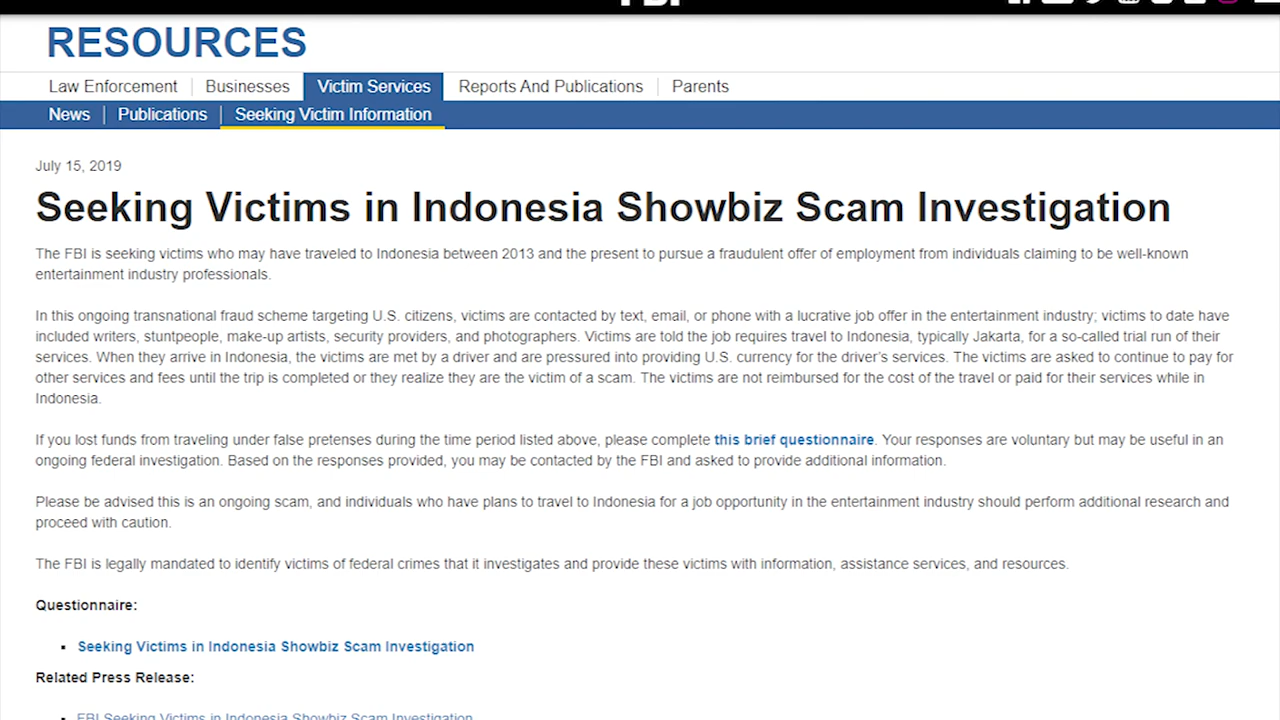 FBI
RESOURCES
Law Enforcement
Businesses
Victim Services
Reports And Publications
Parents
News
Publications
Seeking Victim Information
July 15, 2019
Seeking Victims in Indonesia Showbiz Scam Investigation
The FBI is seeking victims who may have traveled to Indonesia between 2013 and the present to pursue a fraudulent offer of employment from individuals claiming to be well-known
entertainment industry professionals.
In this ongoing transnational fraud scheme targeting U.S. citizens, victims are contacted by text, email, or phone with a lucrative job offer in the entertainment industry; victims to date have
included writers, stuntpeople, make-up artists, security providers, and photographers. Victims are told the job requires travel to Indonesia, typically Jakarta, for a so-called trial run of their
services. When they arrive in Indonesia, the victims are met by a driver and are pressured into providing U.S. currency for the driver's services. The victims are asked to continue to pay for
other services and fees until the trip is completed or they realize they are the victim of a scam. The victims are not reimbursed for the cost of the travel or paid for their services while in
Indonesia.
If you lost funds from traveling under false pretenses during the time period listed above, please complete this brief questionnaire. Your responses are voluntary but may be useful in an
ongoing federal investigation. Based on the responses provided, you may be contacted by the FBI and asked to provide additional information.
Please be advised this is an ongoing scam, and individuals who have plans to travel to Indonesia for a job opportunity in the entertainment industry should perform additional research and
proceed with caution.
The FBI is legally mandated to identify victims of federal crimes that it investigates and provide these victims with information, assistance services, and resources.
Questionnaire:
Seeking Victims in Indonesia Showbiz Scam Investigation
Related Press Release:
FBI Seeking Victims in Indonesia Showbiz Scam Investigation